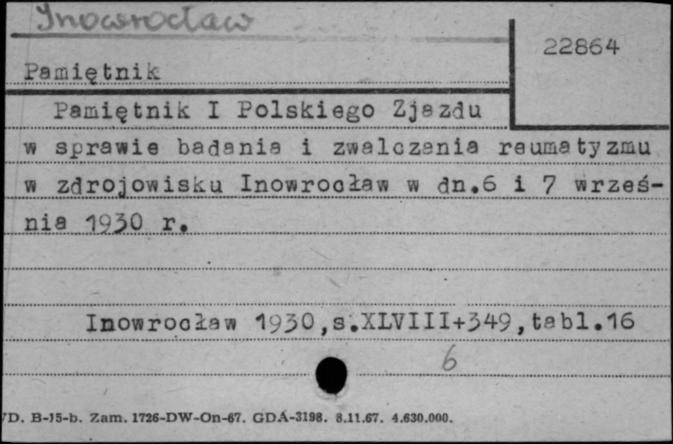 Inowrocław
22864
Pamiętnik
Pamiętnik I Polskiego Zjazdu
w sprawie badania i zwalczania reumatyzmu
w zdrojowisku Inowrocław w dn.6 i 7 wrześ-
nia 1930 r.
Inowrocław 1930,s.XLVIII+349,tabl.16
6
VD. B-15-b. Zam. 1726-DW-On-67. GDA-3198. 8.11.67. 4.630.000.